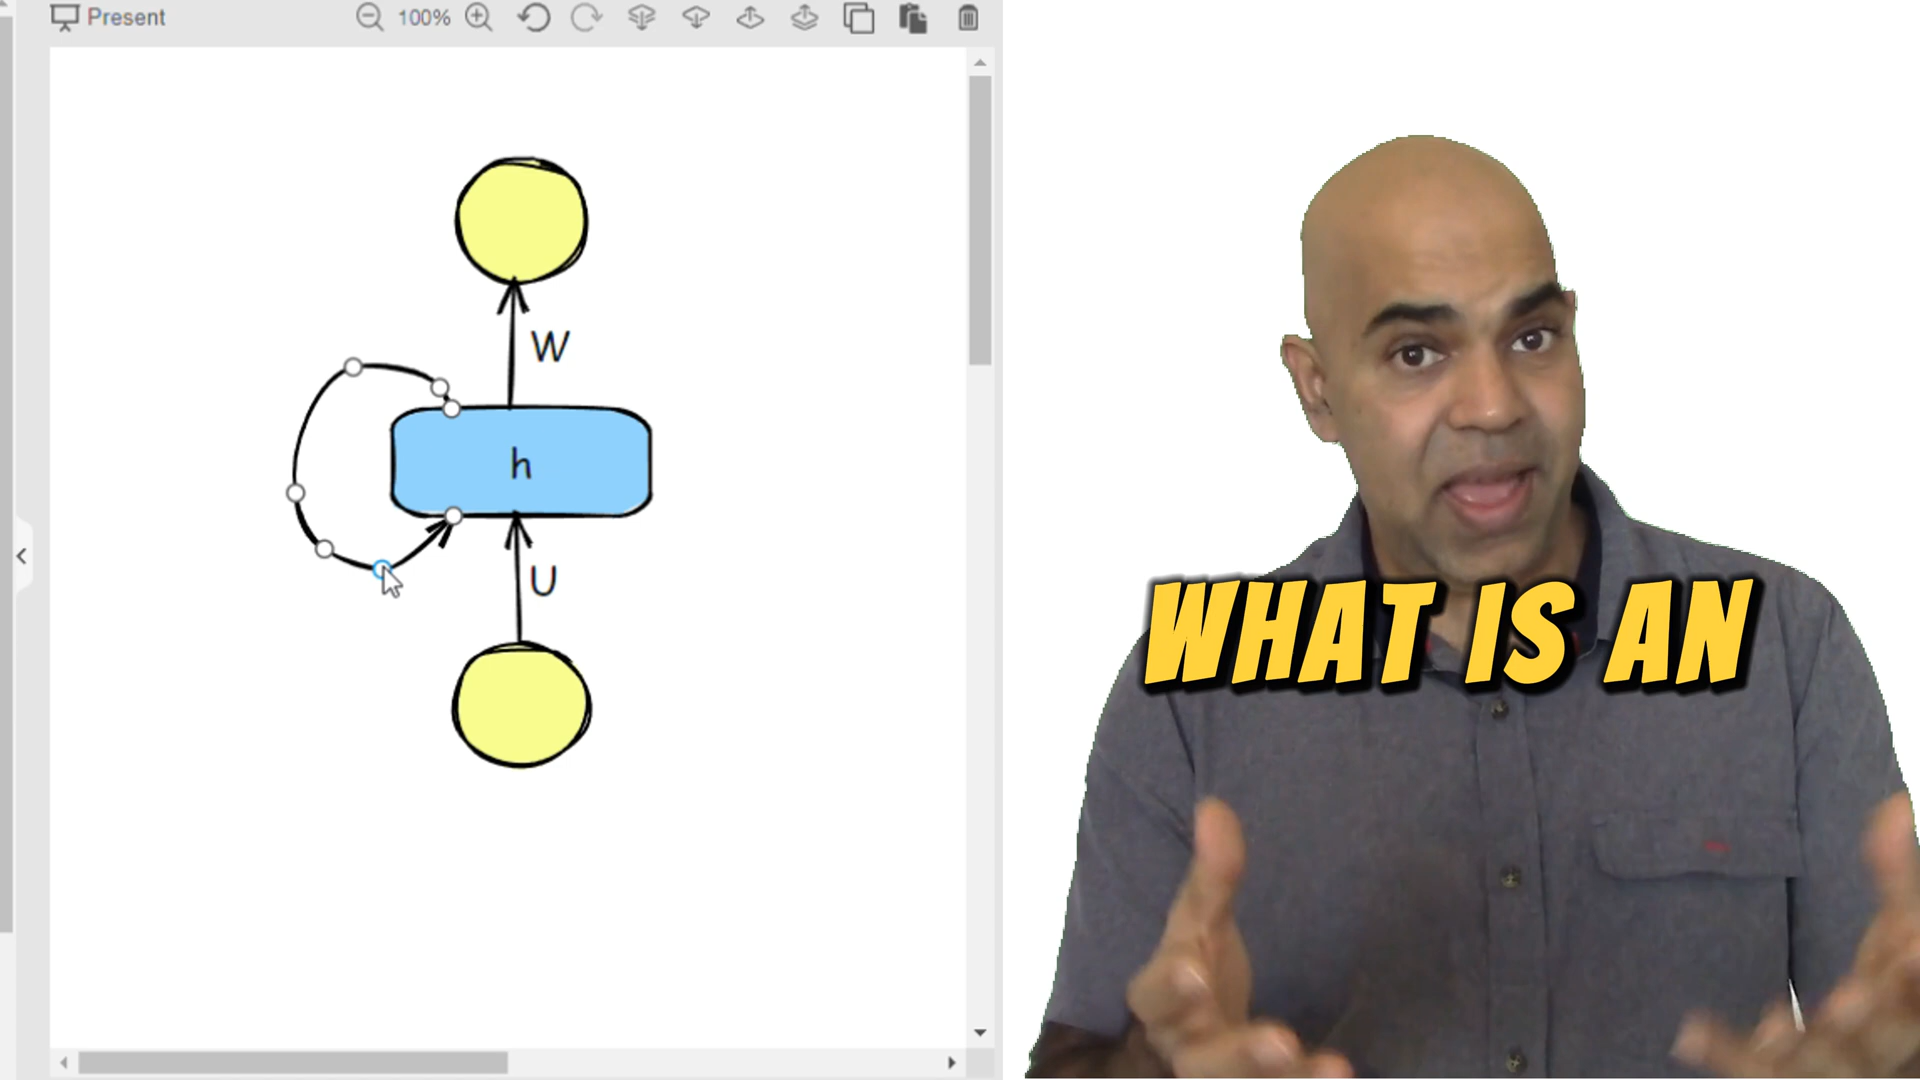 Present
100%
W
h
U
WHAT IS AN